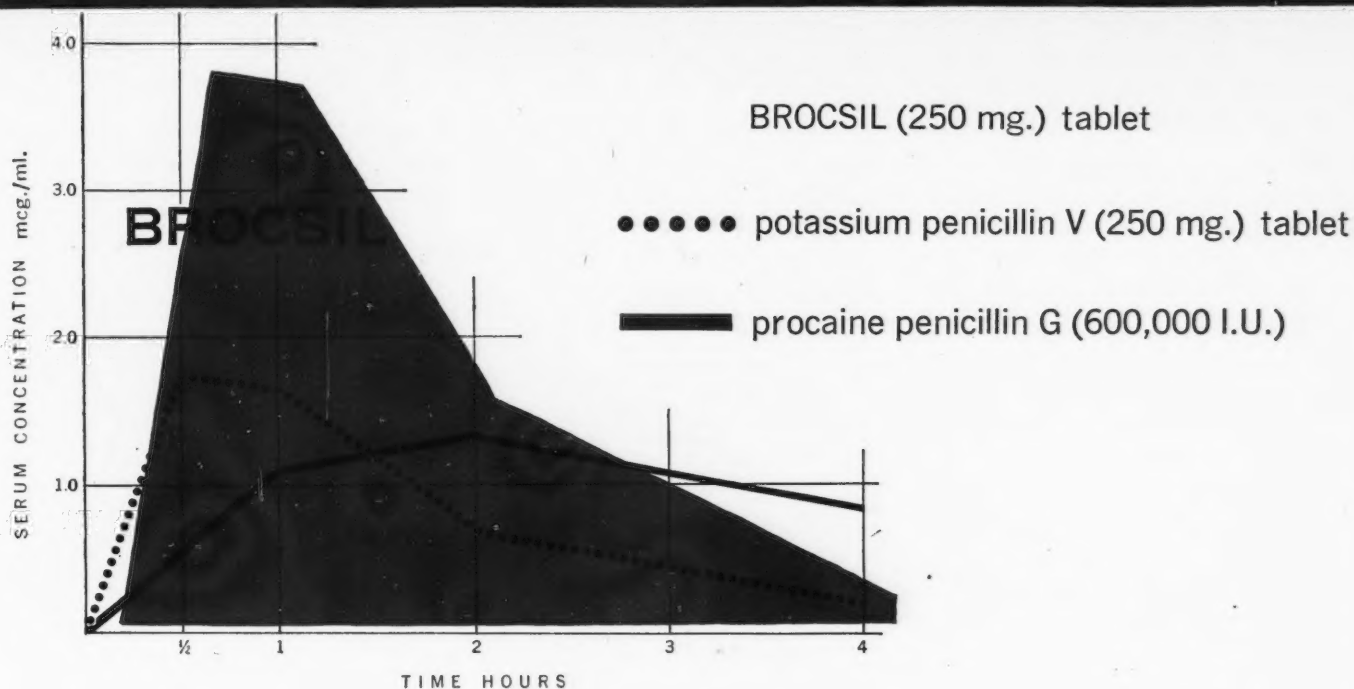 4.0
3.0
2.0
1.0
SERUM CONCENTRATION mcg./ml.
BROCSIL
½ 1 2 3 4
TIME HOURS
BROCSIL (250 mg.) tablet
potassium penicillin V (250 mg.) tablet
procaine penicillin G (600,000 I.U.)